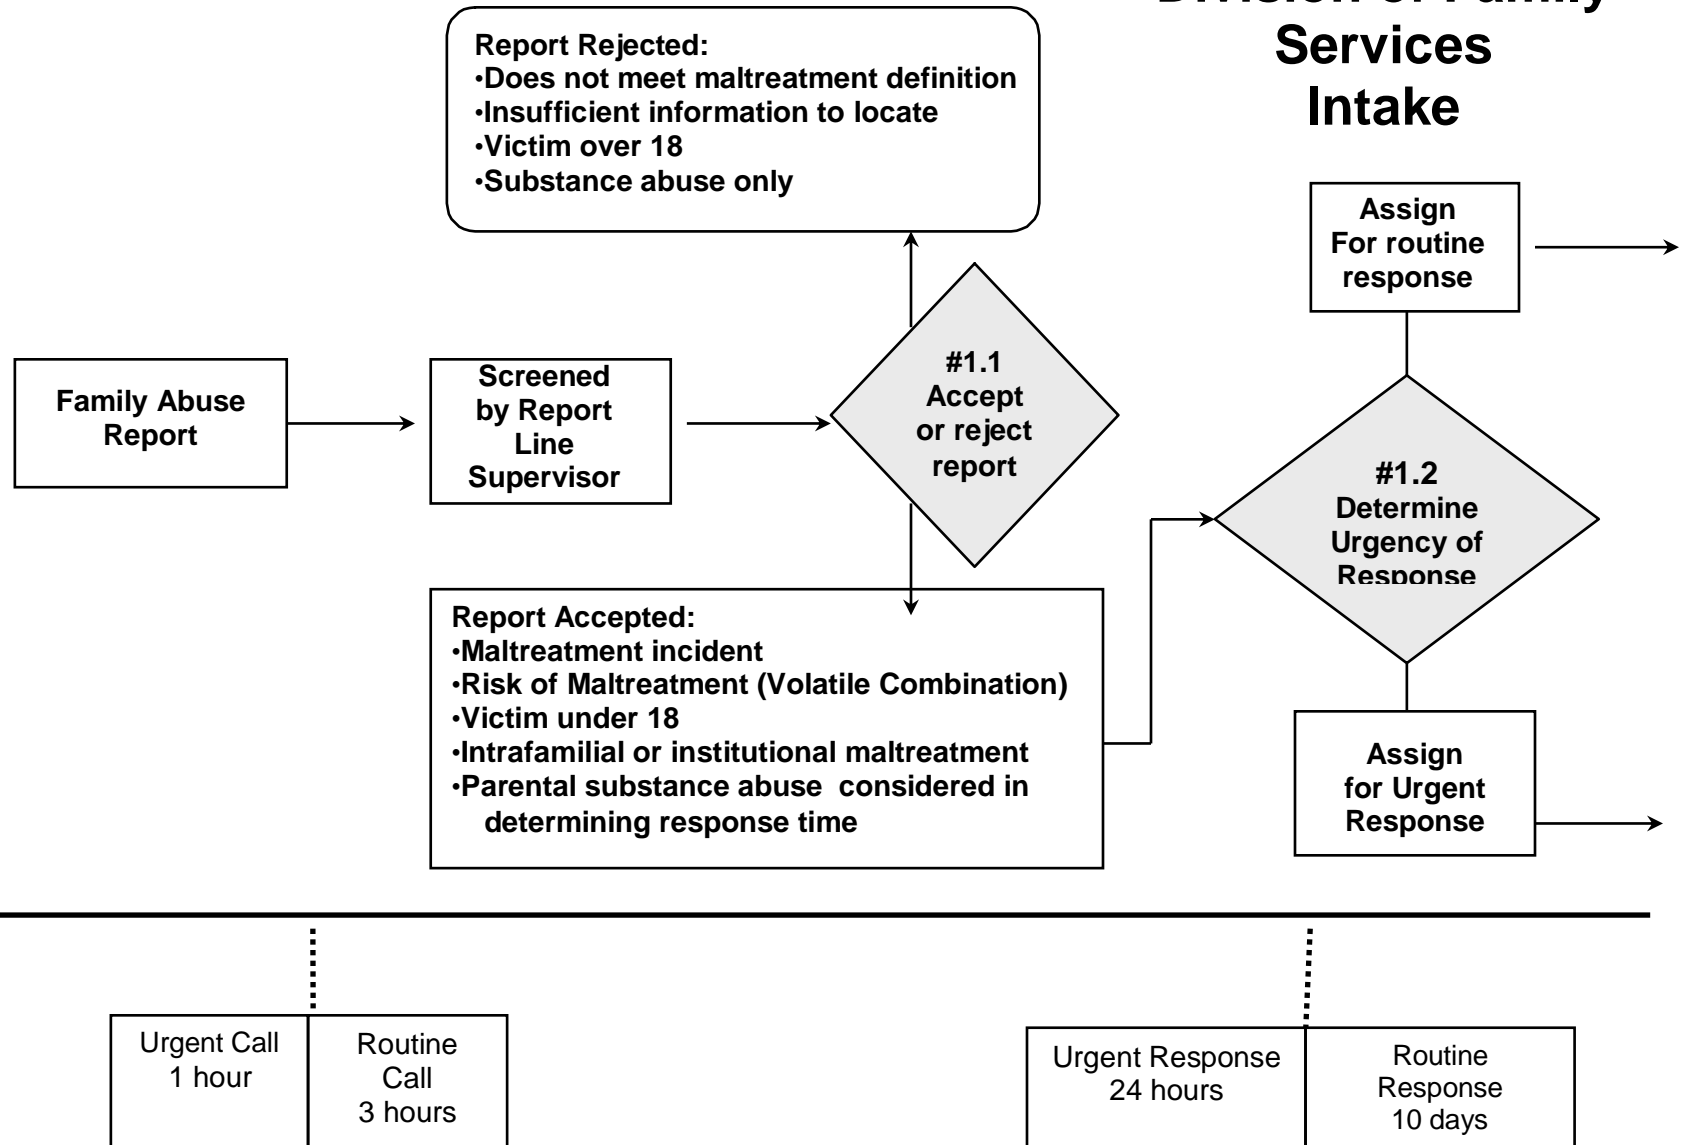 Division of Family
Services
Intake
Report Rejected:
•Does not meet maltreatment definition
•Insufficient information to locate
•Victim over 18
•Substance abuse only
Assign
For routine
response
Family Abuse
Report
Screened
by Report
Line
Supervisor
#1.1
Accept
or reject
report
#1.2
Determine
Urgency of
Response
Report Accepted:
•Maltreatment incident
•Risk of Maltreatment (Volatile Combination)
•Victim under 18
•Intrafamilial or institutional maltreatment
•Parental substance abuse considered in
determining response time
Assign
for Urgent
Response
Urgent Call
1 hour
Routine
Call
3 hours
Urgent Response
24 hours
Routine
Response
10 days